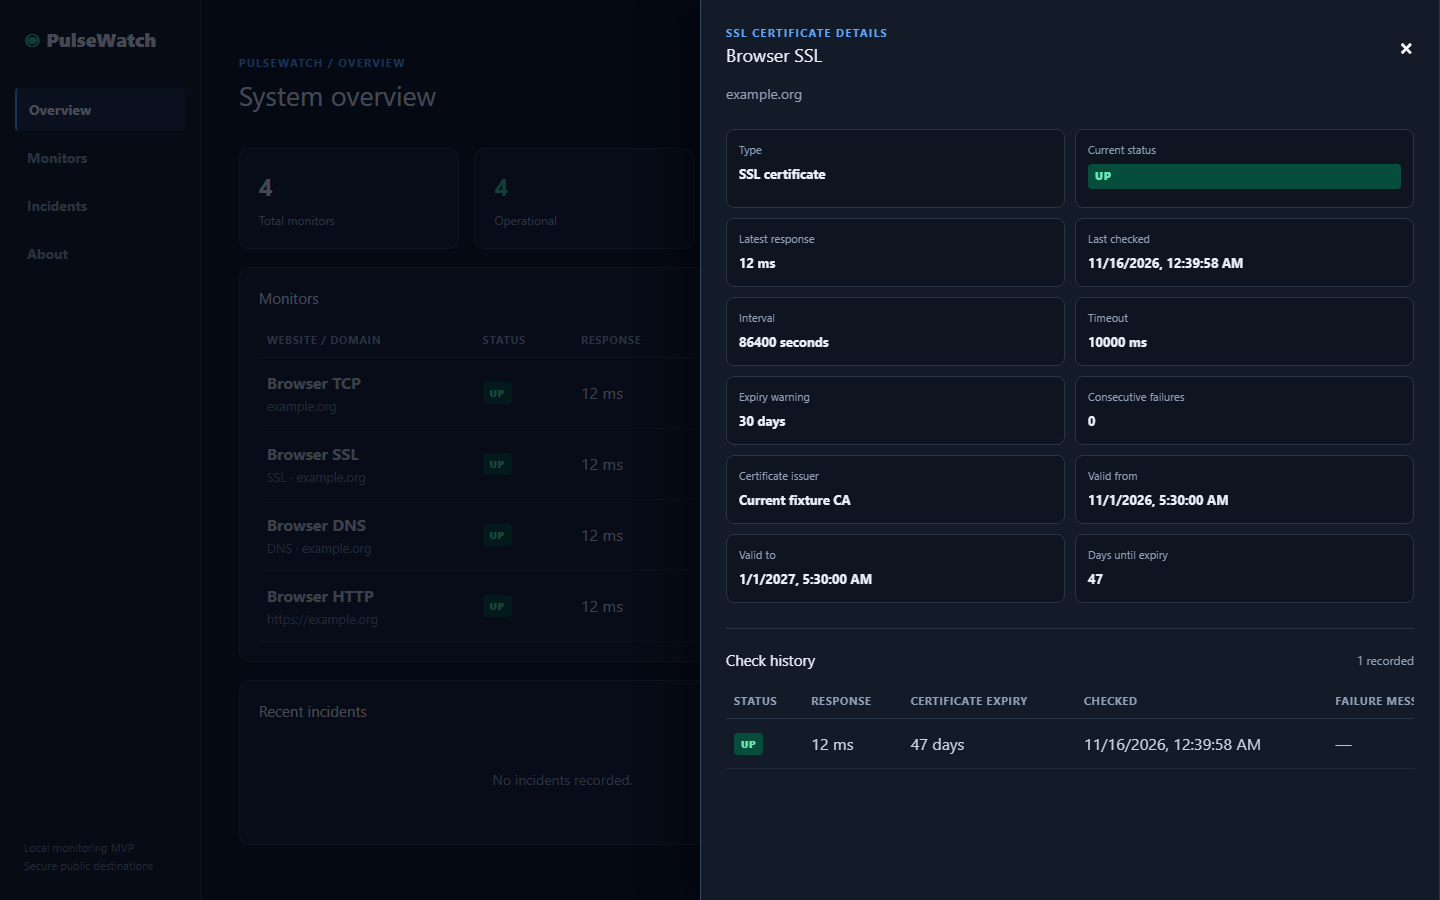 PulseWatch
Overview
Monitors
Incidents
About
Local monitoring MVP
Secure public destinations
PULSEWATCH / OVERVIEW
System overview
4
Total monitors
4
Operational
Monitors
WEBSITE / DOMAIN STATUS RESPONSE
Browser TCP
example.org
UP 12 ms
Browser SSL
SSL · example.org
UP 12 ms
Browser DNS
DNS · example.org
UP 12 ms
Browser HTTP
https://example.org
UP 12 ms
Recent incidents
No incidents recorded.
SSL CERTIFICATE DETAILS
Browser SSL
example.org
Type
SSL certificate
Current status
UP
Latest response
12 ms
Last checked
11/16/2026, 12:39:58 AM
Interval
86400 seconds
Timeout
10000 ms
Expiry warning
30 days
Consecutive failures
0
Certificate issuer
Current fixture CA
Valid from
11/1/2026, 5:30:00 AM
Valid to
1/1/2027, 5:30:00 AM
Days until expiry
47
Check history 1 recorded
STATUS RESPONSE CERTIFICATE EXPIRY CHECKED FAILURE MESS
UP 12 ms 47 days 11/16/2026, 12:39:58 AM —